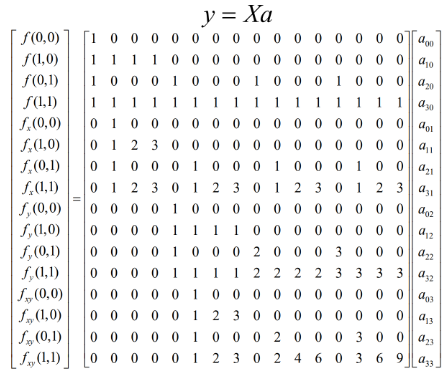 y = Xa
f(0,0) 1 0 0 0 0 0 0 0 0 0 0 0 0 0 0 0 a₀₀
f(1,0) 1 1 1 1 0 0 0 0 0 0 0 0 0 0 0 0 a₁₀
f(0,1) 1 0 0 0 1 0 0 0 1 0 0 0 1 0 0 0 a₂₀
f(1,1) 1 1 1 1 1 1 1 1 1 1 1 1 1 1 1 1 a₃₀
fₓ(0,0) 0 1 0 0 0 0 0 0 0 0 0 0 0 0 0 0 a₀₁
fₓ(1,0) 0 1 2 3 0 0 0 0 0 0 0 0 0 0 0 0 a₁₁
fₓ(0,1) 0 1 0 0 0 1 0 0 0 1 0 0 0 1 0 0 a₂₁
fₓ(1,1) 0 1 2 3 0 1 2 3 0 1 2 3 0 1 2 3 a₃₁
f_y(0,0) = 0 0 0 0 1 0 0 0 0 0 0 0 0 0 0 0 a₀₂
f_y(1,0) 0 0 0 0 1 1 1 1 0 0 0 0 0 0 0 0 a₁₂
f_y(0,1) 0 0 0 0 1 0 0 0 2 0 0 0 3 0 0 0 a₂₂
f_y(1,1) 0 0 0 0 1 1 1 1 2 2 2 2 3 3 3 3 a₃₂
f_xy(0,0) 0 0 0 0 0 1 0 0 0 0 0 0 0 0 0 0 a₀₃
f_xy(1,0) 0 0 0 0 0 1 2 3 0 0 0 0 0 0 0 0 a₁₃
f_xy(0,1) 0 0 0 0 0 1 0 0 0 2 0 0 0 3 0 0 a₂₃
f_xy(1,1) 0 0 0 0 0 1 2 3 0 2 4 6 0 3 6 9 a₃₃